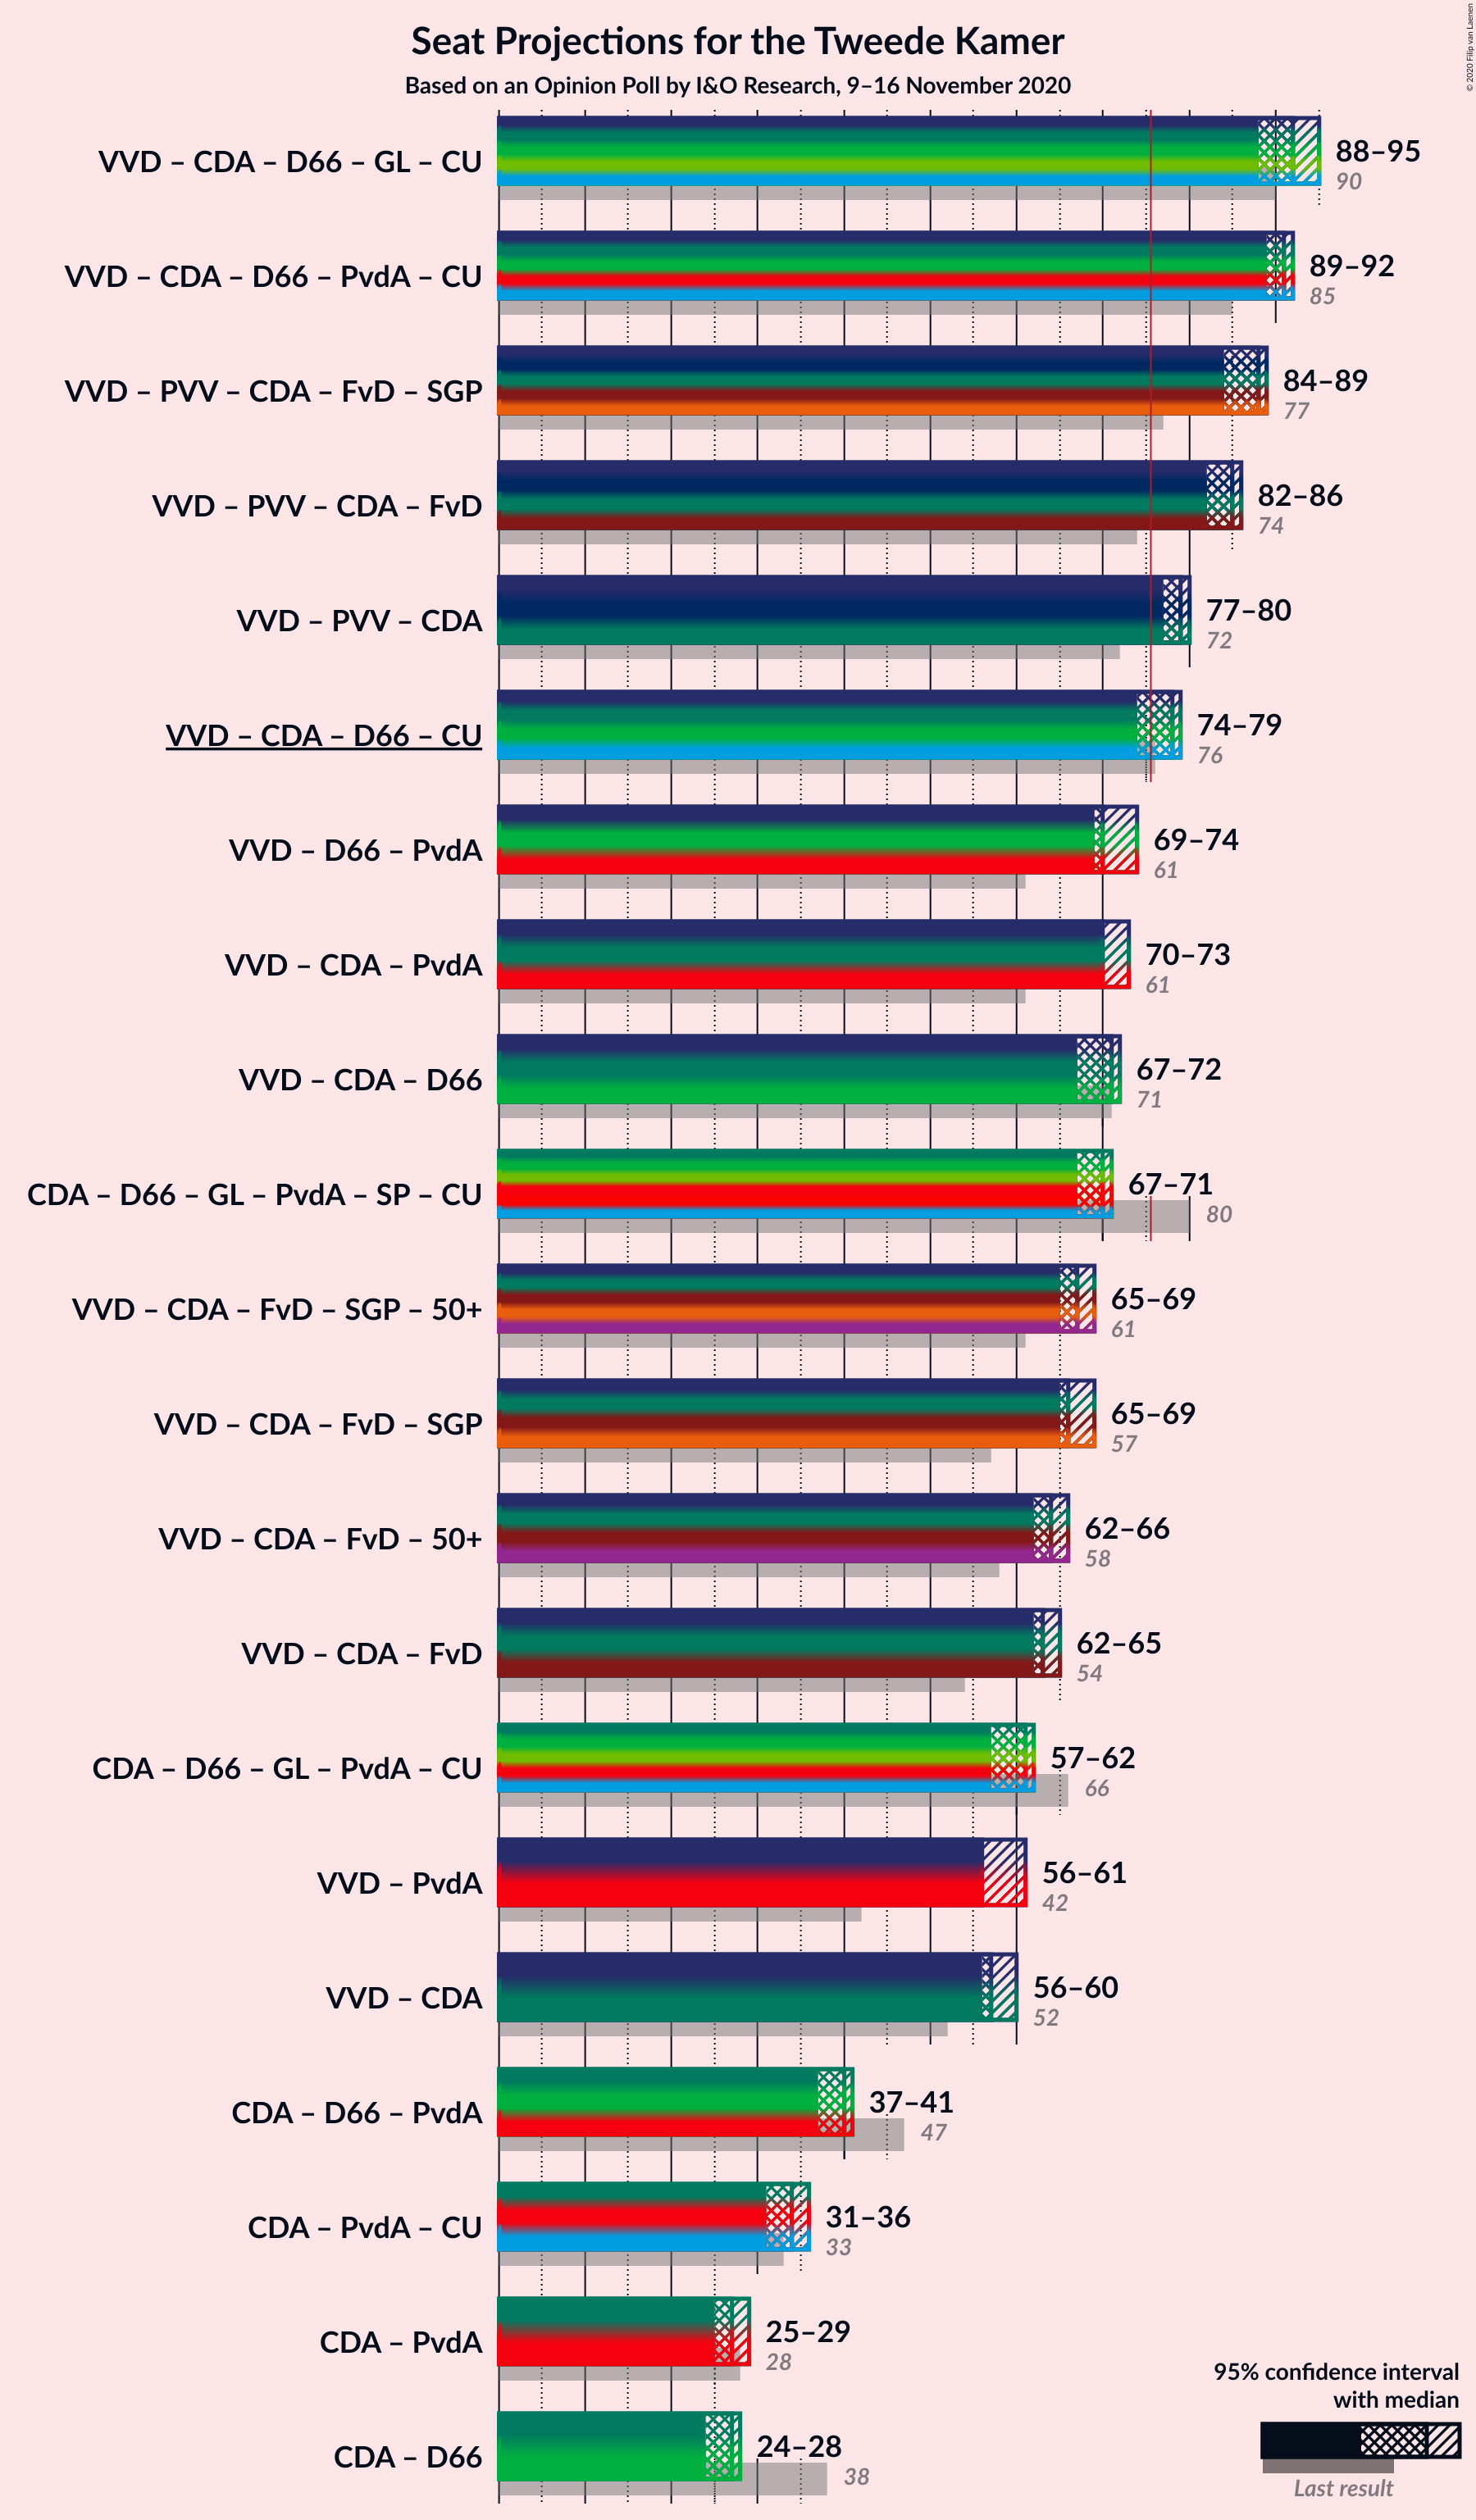 Seat Projections for the Tweede Kamer
Based on an Opinion Poll by I&O Research, 9–16 November 2020
© 2020 Filip van Laenen
VVD – CDA – D66 – GL – CU
88–95
90
VVD – CDA – D66 – PvdA – CU
89–92
85
VVD – PVV – CDA – FvD – SGP
84–89
77
VVD – PVV – CDA – FvD
82–86
74
VVD – PVV – CDA
77–80
72
VVD – CDA – D66 – CU
74–79
76
VVD – D66 – PvdA
69–74
61
VVD – CDA – PvdA
70–73
61
VVD – CDA – D66
67–72
71
CDA – D66 – GL – PvdA – SP – CU
67–71
80
VVD – CDA – FvD – SGP – 50+
65–69
61
VVD – CDA – FvD – SGP
65–69
57
VVD – CDA – FvD – 50+
62–66
58
VVD – CDA – FvD
62–65
54
CDA – D66 – GL – PvdA – CU
57–62
66
VVD – PvdA
56–61
42
VVD – CDA
56–60
52
CDA – D66 – PvdA
37–41
47
CDA – PvdA – CU
31–36
33
CDA – PvdA
25–29
28
CDA – D66
24–28
38
95% confidence interval
with median
Last result